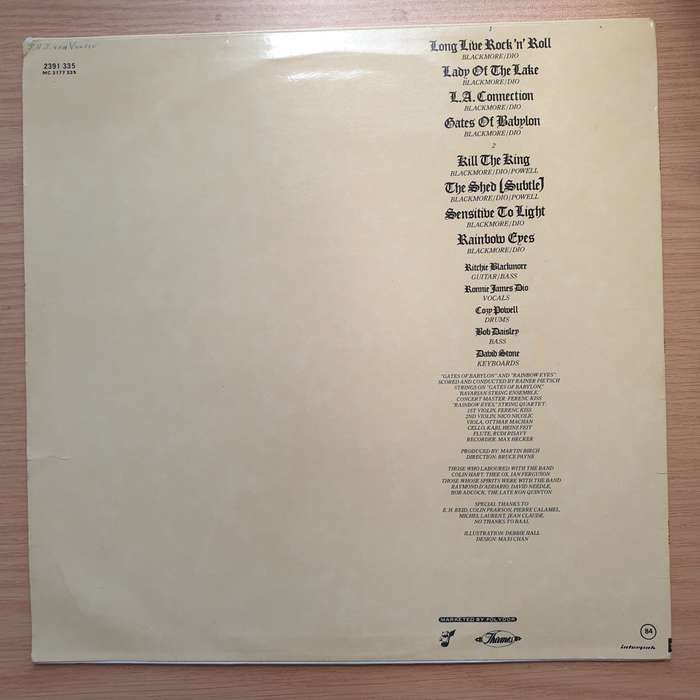 2391 335
MC 3177 335
1
Long Live Rock 'n' Roll
BLACKMORE/DIO
Lady Of The Lake
BLACKMORE/DIO
L.A. Connection
BLACKMORE/DIO
Gates Of Babylon
BLACKMORE/DIO
2
Kill The King
BLACKMORE/DIO/POWELL
The Shed [Subtle]
BLACKMORE/DIO/POWELL
Sensitive To Light
BLACKMORE/DIO
Rainbow Eyes
BLACKMORE/DIO
Ritchie Blackmore
GUITAR/BASS
Ronnie James Dio
VOCALS
Cozy Powell
DRUMS
Bob Daisley
BASS
David Stone
KEYBOARDS
"GATES OF BABYLON" AND "RAINBOW EYES":
SCORED AND CONDUCTED BY RAINER PIETSCH
STRINGS ON "GATES OF BABYLON,"
BAVARIAN STRING ENSEMBLE.
CONCERT MASTER: FERENC KISS
"RAINBOW EYES," STRING QUARTET:
1ST VIOLIN, FERENC KISS
2ND VIOLIN, NICO NICOLIC
VIOLA, OTTMAR MACHAN
CELLO, KARL HEINZ FEIT
FLUTE, RUDI RISAVY
RECORDER, MAX HECKER
PRODUCED BY: MARTIN BIRCH
DIRECTION: BRUCE PAYNE
THOSE WHO LABOURED WITH THE BAND
COLIN HART, THEE OX, IAN FERGUSON.
THOSE WHOSE SPIRITS WERE WITH THE BAND
RAYMOND D'ADDARIO, DAVID NEEDLE,
BOB ADCOCK, THE LATE RON QUINTON
SPECIAL THANKS TO
E. H. REID, COLIN PEARSON, PIERRE CALAMEL,
MICHEL LAURENT, JEAN CLAUDE,
NO THANKS TO BAAL
ILLUSTRATION: DEBBIE HALL
DESIGN: MAXI CHAN
MARKETED BY POLYDOR
Thames
84
interpak